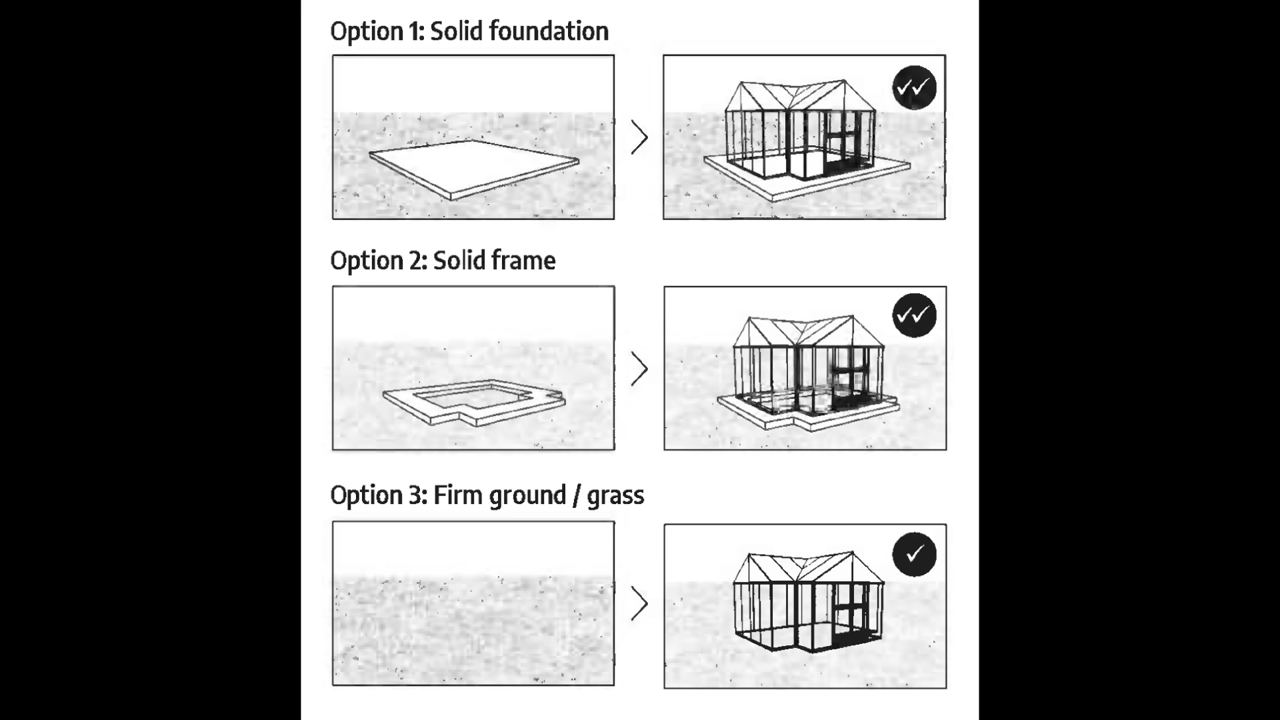 Option 1: Solid foundation
Option 2: Solid frame
Option 3: Firm ground / grass